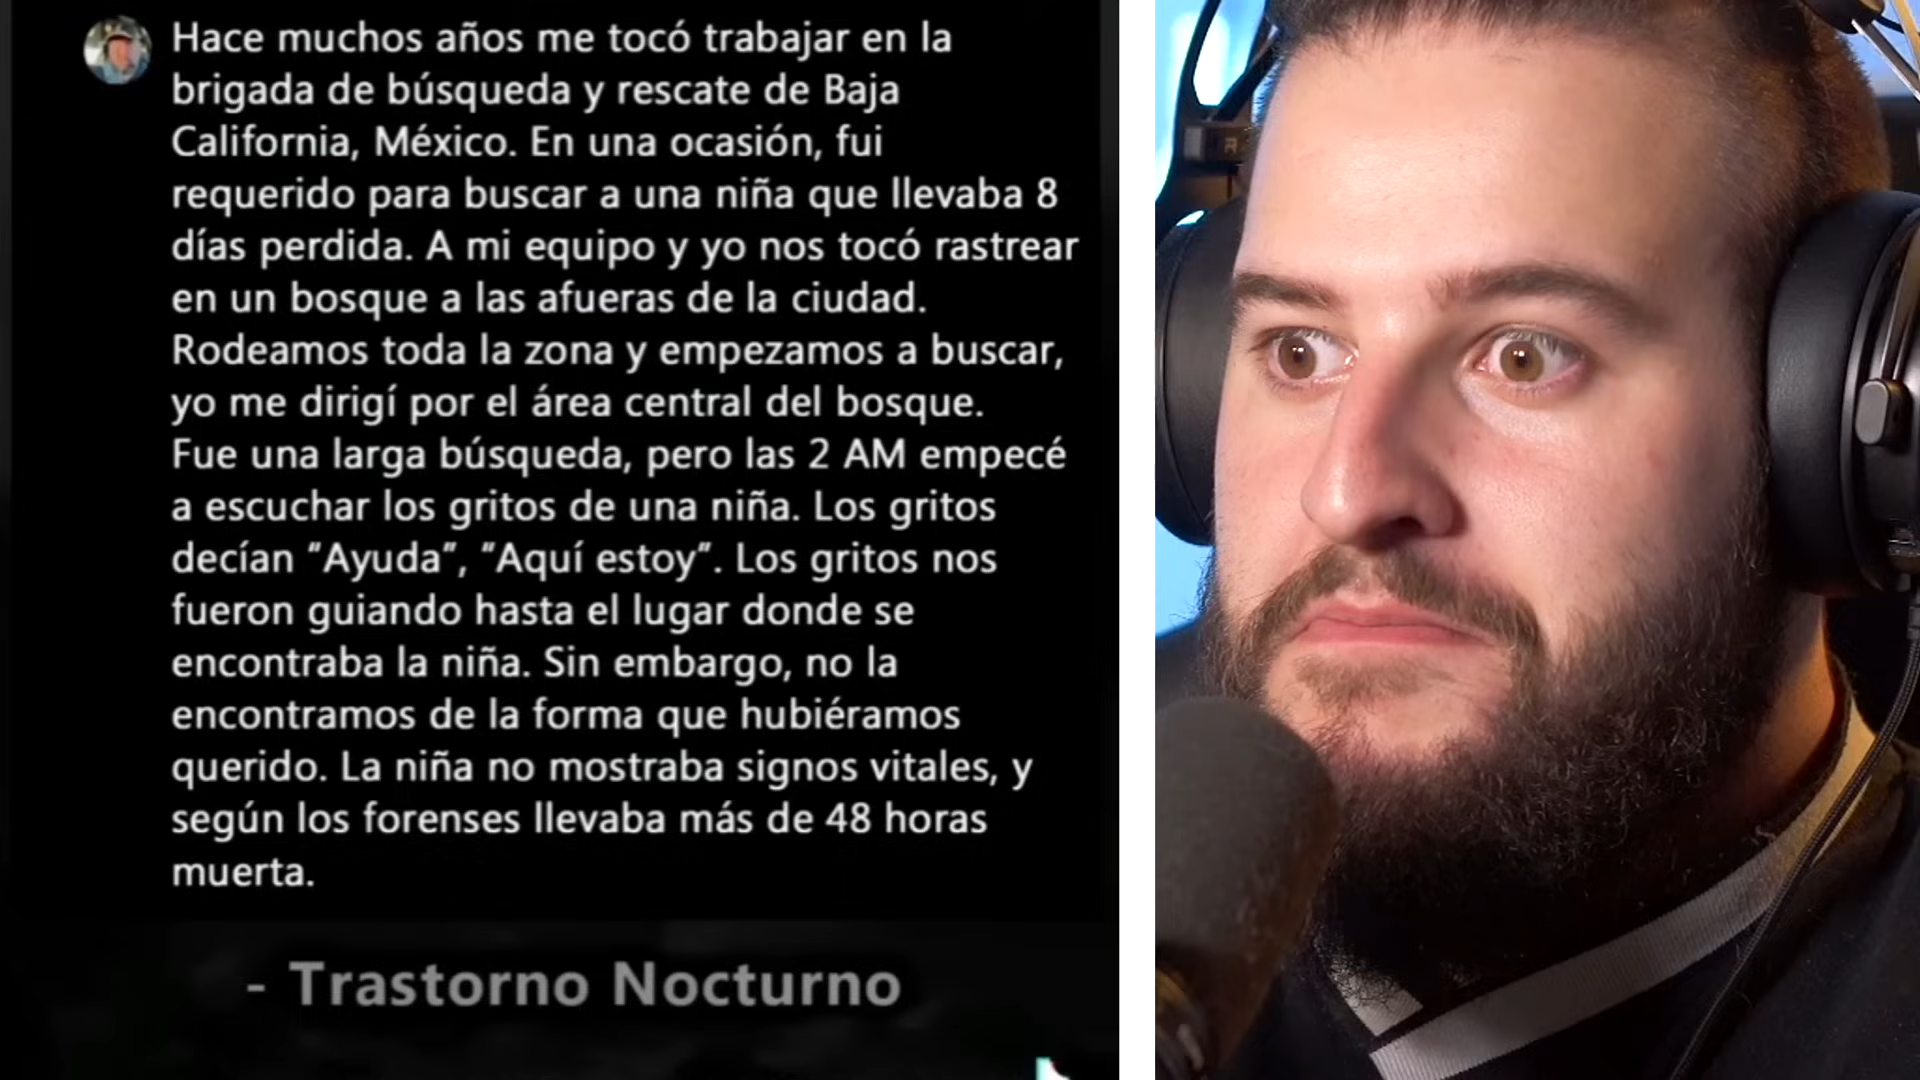 Hace muchos años me tocó trabajar en la
brigada de búsqueda y rescate de Baja
California, México. En una ocasión, fui
requerido para buscar a una niña que llevaba 8
días perdida. A mi equipo y yo nos tocó rastrear
en un bosque a las afueras de la ciudad.
Rodeamos toda la zona y empezamos a buscar,
yo me dirigí por el área central del bosque.
Fue una larga búsqueda, pero las 2 AM empecé
a escuchar los gritos de una niña. Los gritos
decían “Ayuda”, “Aquí estoy”. Los gritos nos
fueron guiando hasta el lugar donde se
encontraba la niña. Sin embargo, no la
encontramos de la forma que hubiéramos
querido. La niña no mostraba signos vitales, y
según los forenses llevaba más de 48 horas
muerta.
- Trastorno Nocturno